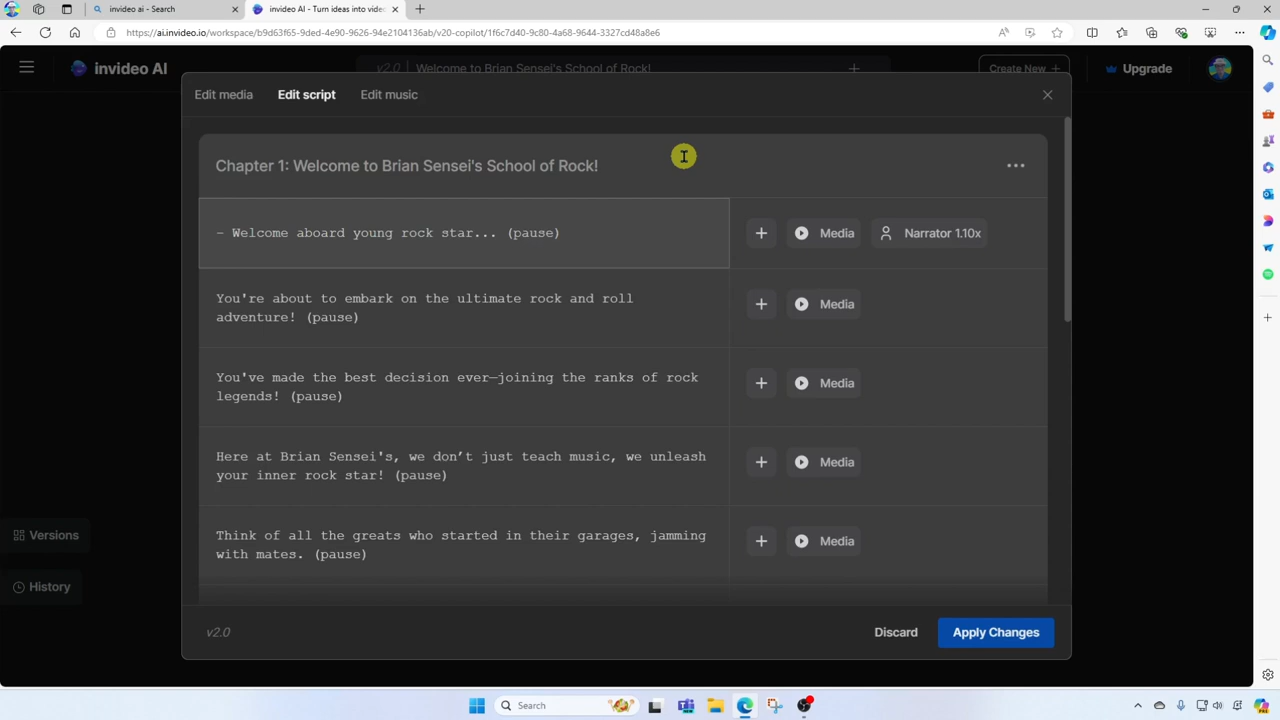 invideo ai - Search
invideo AI - Turn ideas into vide
https://ai.invideo.io/workspace/b9d63f65-9ded-4e90-9626-94e2104136ab/v20-copilot/1f6c7d40-9c80-4a68-9644-3327cd48a8e6
invideo AI
v2.0
Welcome to Brian Sensei's School of Rock!
Create New
Upgrade
Edit media
Edit script
Edit music
Chapter 1: Welcome to Brian Sensei's School of Rock!
- Welcome aboard young rock star... (pause)
Media
Narrator 1.10x
You're about to embark on the ultimate rock and roll
adventure! (pause)
Media
You've made the best decision ever—joining the ranks of rock
legends! (pause)
Media
Here at Brian Sensei's, we don’t just teach music, we unleash
your inner rock star! (pause)
Media
Think of all the greats who started in their garages, jamming
with mates. (pause)
Media
Versions
History
v2.0
Discard
Apply Changes
Search